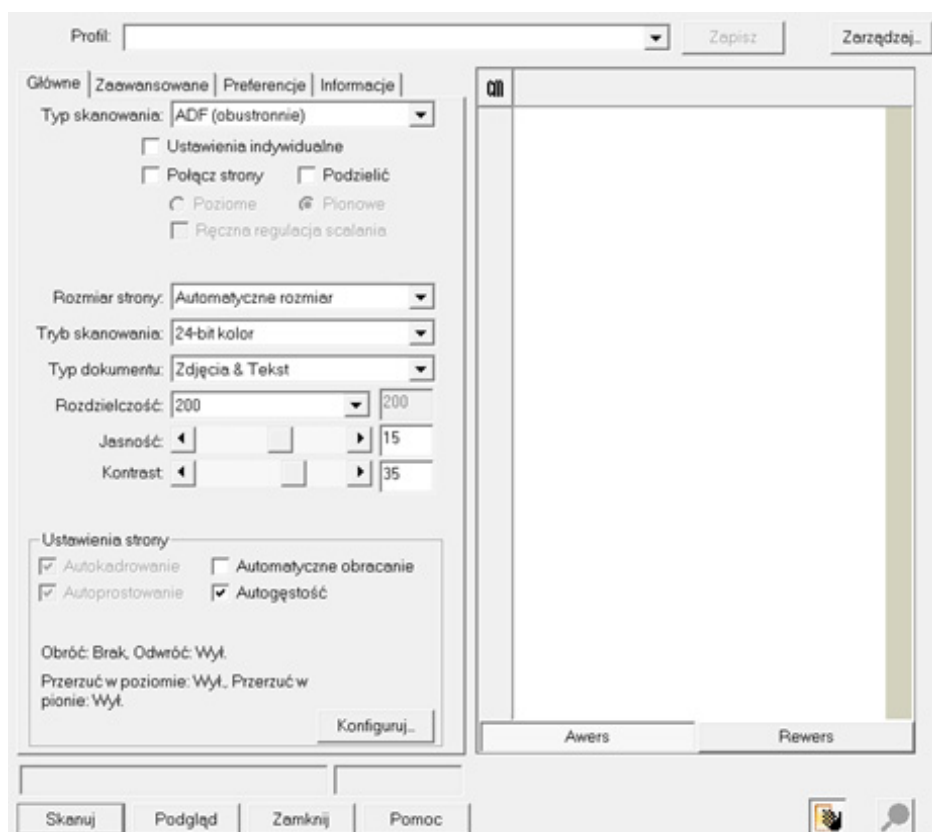 Profil: Zapisz Zarządzaj..
Główne Zaawansowane Preferencje Informacje
Typ skanowania: ADF (obustronnie)
Ustawienia indywidualne
Połącz strony Podzielić
Poziome Pionowe
Ręczna regulacja scalania
Rozmiar strony: Automatyczne rozmiar
Tryb skanowania: 24-bit kolor
Typ dokumentu: Zdjęcia & Tekst
Rozdzielczość: 200 200
Jasność: 15
Kontrast: 35
Ustawienia strony
Autokadrowanie Automatyczne obracanie
Autoprostowanie Autogęstość
Obróć: Brak, Odwróć: Wył.
Przerzuć w poziomie: Wył., Przerzuć w
pionie: Wył.
Konfiguruj..
cm
Awers Rewers
Skanuj Podgląd Zamknij Pomoc